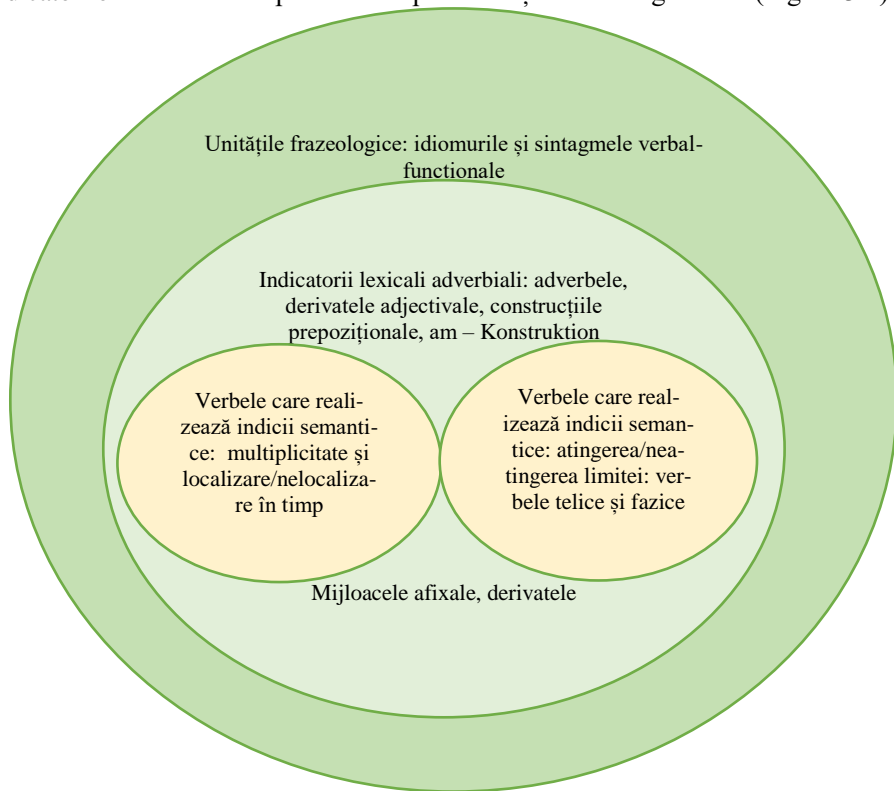 Unitățile frazeologice: idiomurile și sintagmele verbal-
functionale
Indicatorii lexicali adverbiali: adverbele,
derivatele adjectivale, construcțiile
prepoziționale, am – Konstruktion
Verbele care reali-
zează indicii semanti-
ce:  multiplicitate și
localizare/nelocaliza-
re în timp
Verbele care real-
izează indicii seman-
tice: atingerea/nea-
tingerea limitei: ver-
bele telice și fazice
Mijloacele afixale, derivatele